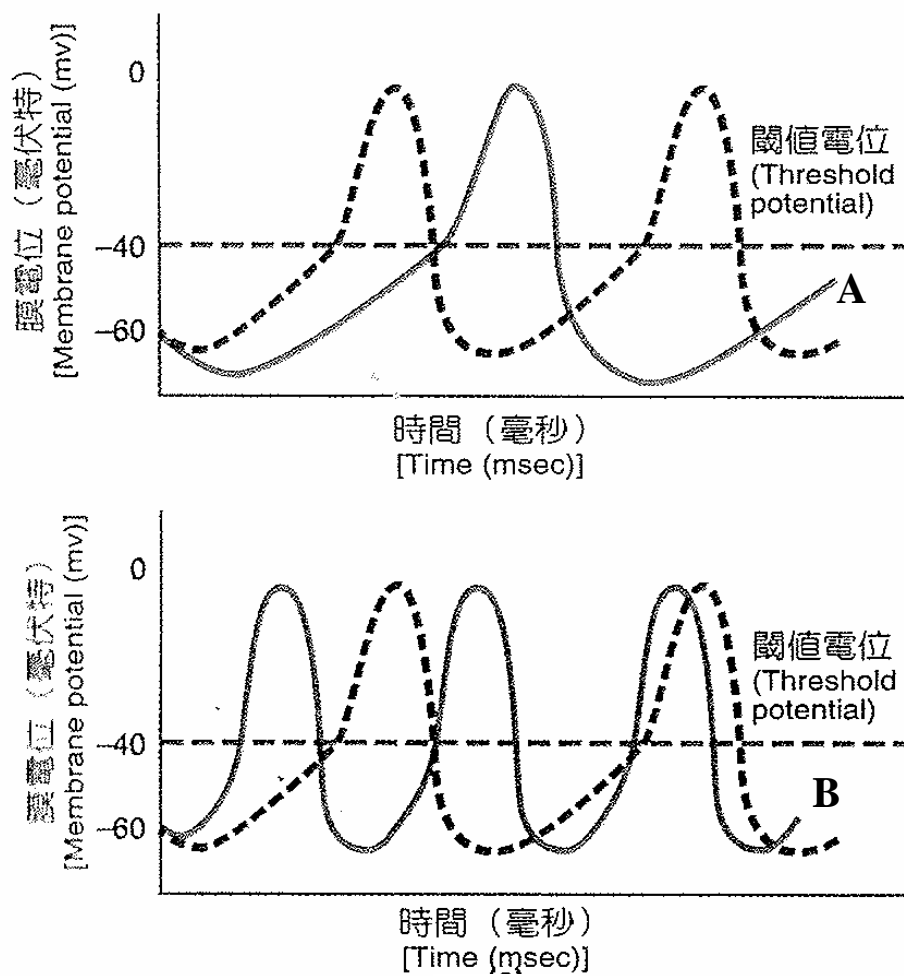 膜電位（毫伏特）
[Membrane potential (mv)]
0
−40
−60
閾值電位
(Threshold
potential)
A
時間（毫秒）
[Time (msec)]
膜電位（毫伏特）
[Membrane potential (mv)]
0
−40
−60
閾值電位
(Threshold
potential)
B
時間（毫秒）
[Time (msec)]